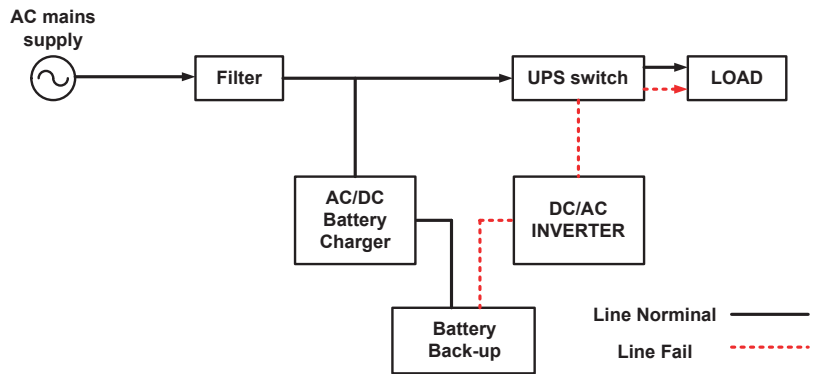 AC mains
supply
Filter
UPS switch
LOAD
AC/DC
Battery
Charger
DC/AC
INVERTER
Battery
Back-up
Line Norminal
Line Fail